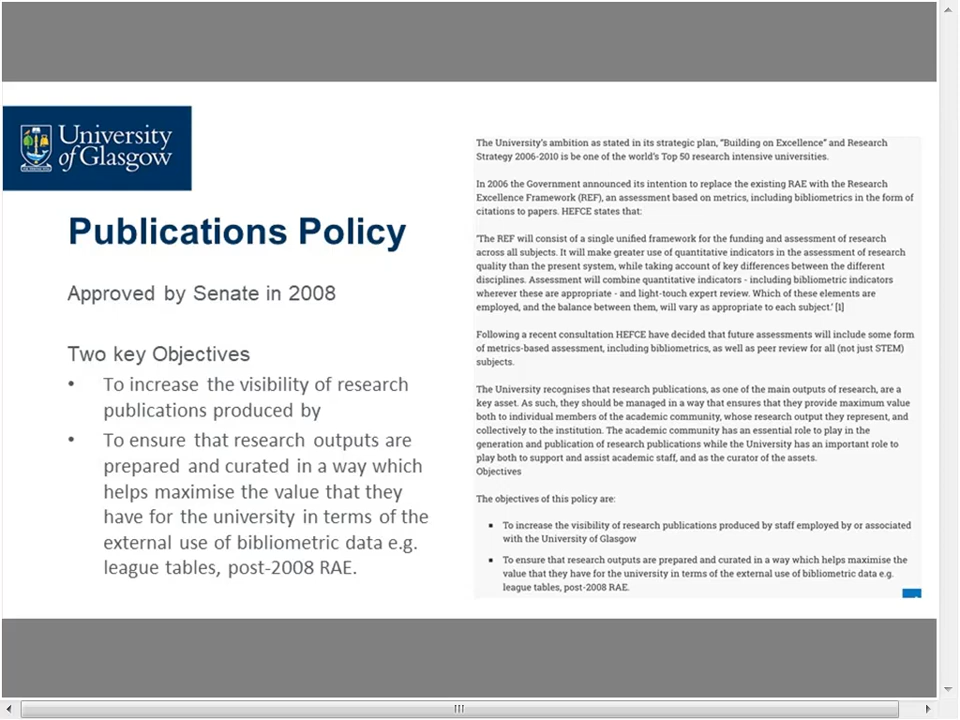 University
of Glasgow
Publications Policy
Approved by Senate in 2008
Two key Objectives
• To increase the visibility of research
publications produced by
• To ensure that research outputs are
prepared and curated in a way which
helps maximise the value that they
have for the university in terms of the
external use of bibliometric data e.g.
league tables, post-2008 RAE.
The University's ambition as stated in its strategic plan, "Building on Excellence" and Research
Strategy 2006-2010 is be one of the world's Top 50 research intensive universities.
In 2006 the Government announced its intention to replace the existing RAE with the Research
Excellence Framework (REF), an assessment based on metrics, including bibliometrics in the form of
citations to papers. HEFCE states that:
'The REF will consist of a single unified framework for the funding and assessment of research
across all subjects. It will make greater use of quantitative indicators in the assessment of research
quality than the present system, while taking account of key differences between the different
disciplines. Assessment will combine quantitative indicators - including bibliometric indicators
wherever these are appropriate - and light-touch expert review. Which of these elements are
employed, and the balance between them, will vary as appropriate to each subject.' [1]
Following a recent consultation HEFCE have decided that future assessments will include some form
of metrics-based assessment, including bibliometrics, as well as peer review for all (not just STEM)
subjects.
The University recognises that research publications, as one of the main outputs of research, are a
key asset. As such, they should be managed in a way that ensures that they provide maximum value
both to individual members of the academic community, whose research output they represent, and
collectively to the institution. The academic community has an essential role to play in the
generation and publication of research publications while the University has an important role to
play both to support and assist academic staff, and as the curator of the assets.
Objectives
The objectives of this policy are:
▪ To increase the visibility of research publications produced by staff employed by or associated
with the University of Glasgow
▪ To ensure that research outputs are prepared and curated in a way which helps maximise the
value that they have for the university in terms of the external use of bibliometric data e.g.
league tables, post-2008 RAE.